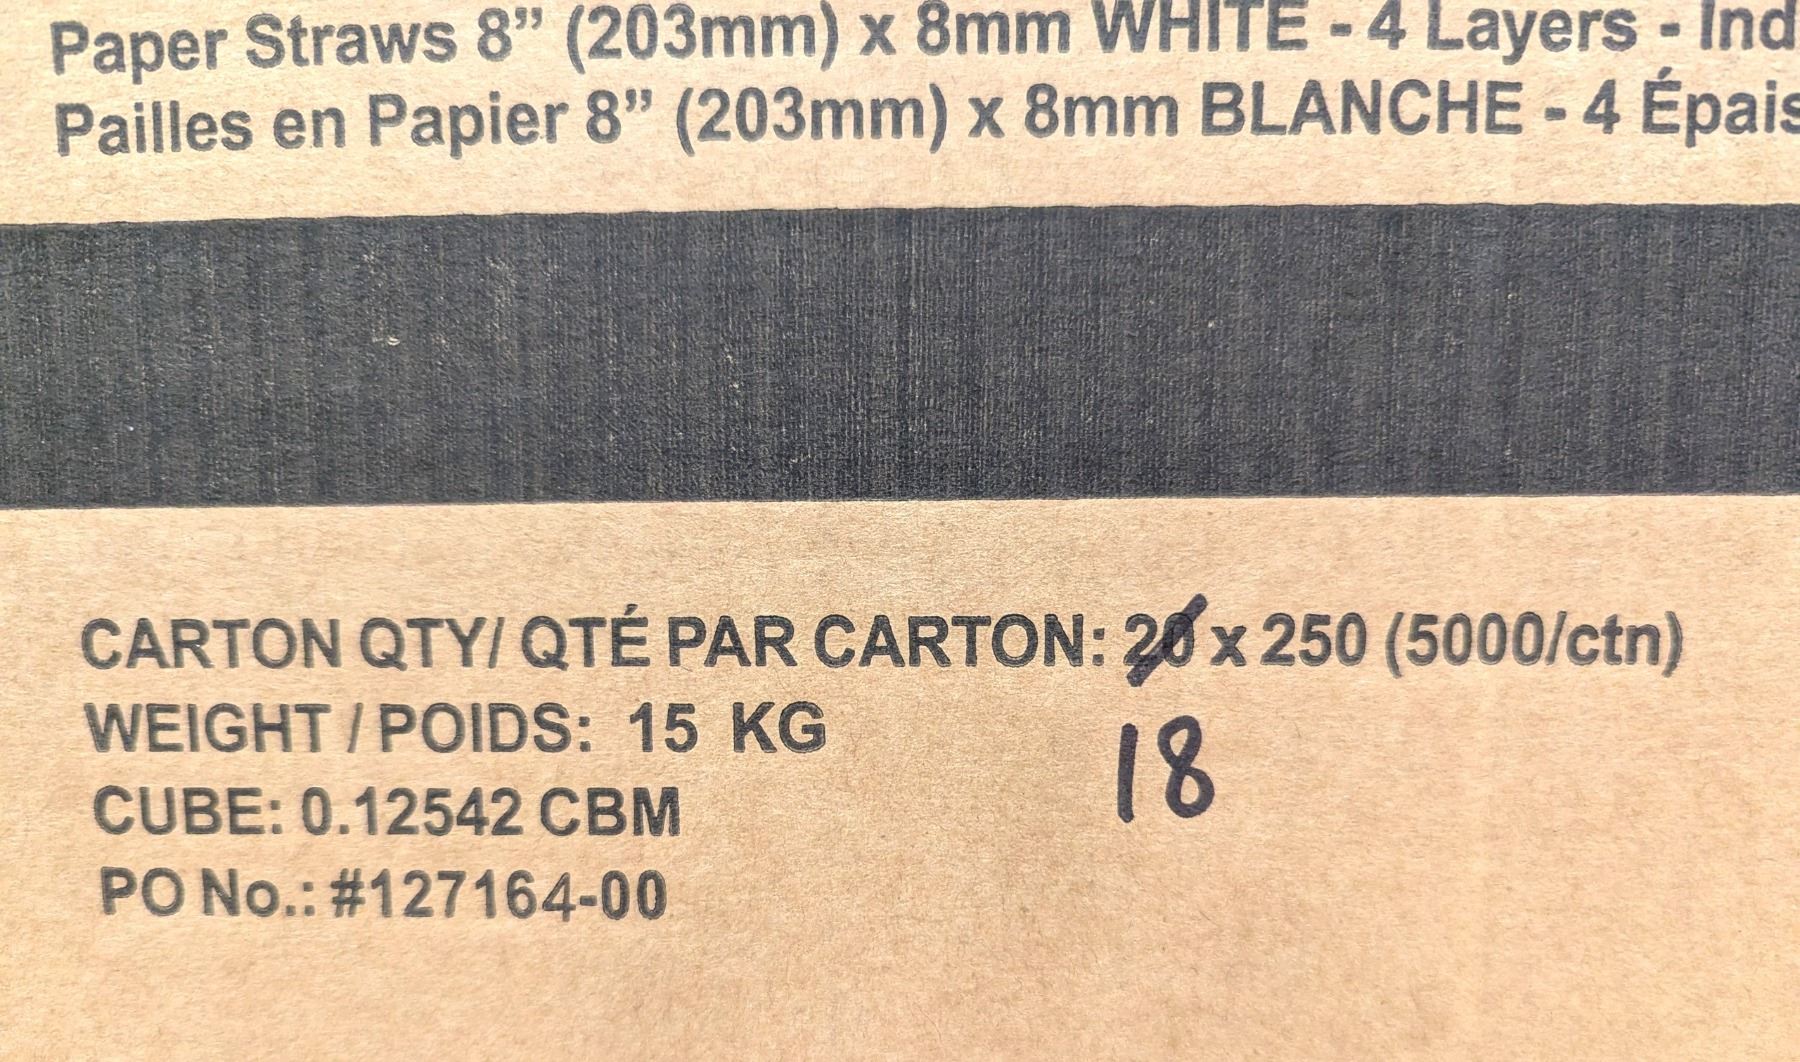 Paper Straws 8” (203mm) x 8mm WHITE - 4 Layers - Ind
Pailles en Papier 8” (203mm) x 8mm BLANCHE - 4 Épais
CARTON QTY/ QTÉ PAR CARTON: 20 x 250 (5000/ctn)
18
WEIGHT / POIDS: 15 KG
CUBE: 0.12542 CBM
PO No.: #127164-00